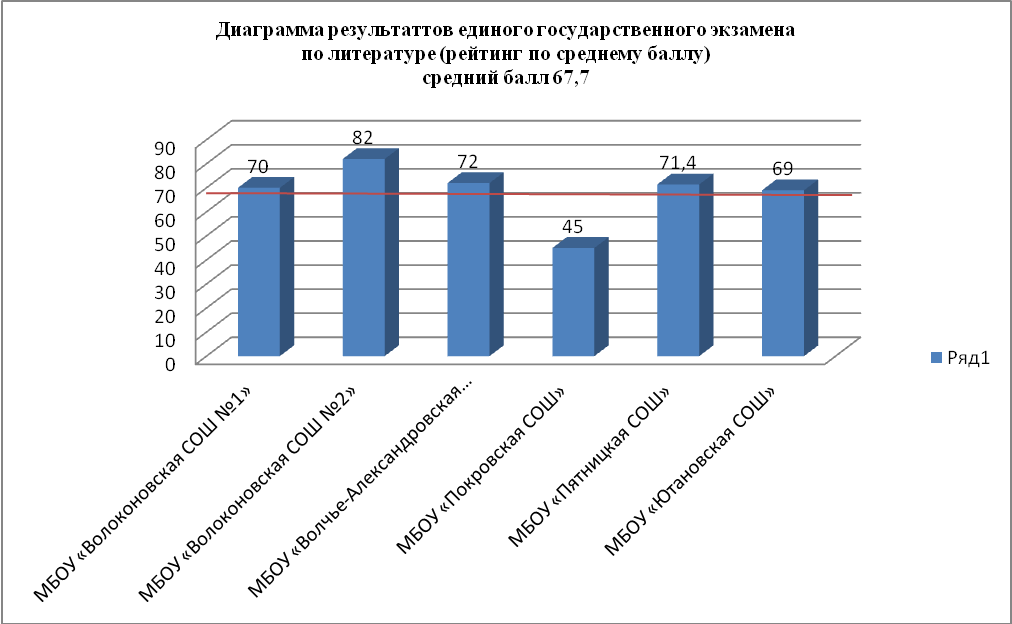 Диаграмма результаттов единого государственного экзамена
по литературе (рейтинг по среднему баллу)
средний балл 67,7
90
80
70
60
50
40
30
20
10
0
70
82
72
45
71,4
69
МБОУ «Волоконовская СОШ №1»
МБОУ «Волоконовская СОШ №2»
МБОУ «Волчье-Александровская...
МБОУ «Покровская СОШ»
МБОУ «Пятницкая СОШ»
МБОУ «Ютановская СОШ»
Ряд1